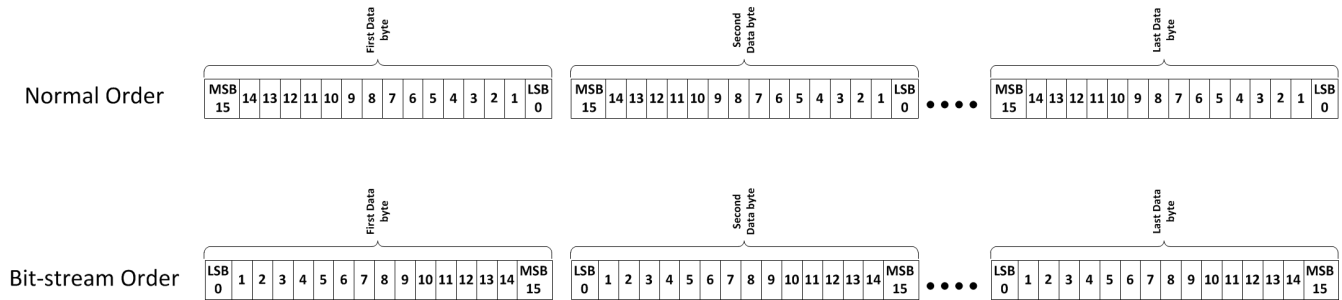 First Data
byte
Second
Data byte
Last Data
byte
Normal Order
MSB 15 14 13 12 11 10 9 8 7 6 5 4 3 2 1 LSB 0
MSB 15 14 13 12 11 10 9 8 7 6 5 4 3 2 1 LSB 0
MSB 15 14 13 12 11 10 9 8 7 6 5 4 3 2 1 LSB 0
First Data
byte
Second
Data byte
Last Data
byte
Bit-stream Order
LSB 0 1 2 3 4 5 6 7 8 9 10 11 12 13 14 MSB 15
LSB 0 1 2 3 4 5 6 7 8 9 10 11 12 13 14 MSB 15
LSB 0 1 2 3 4 5 6 7 8 9 10 11 12 13 14 MSB 15